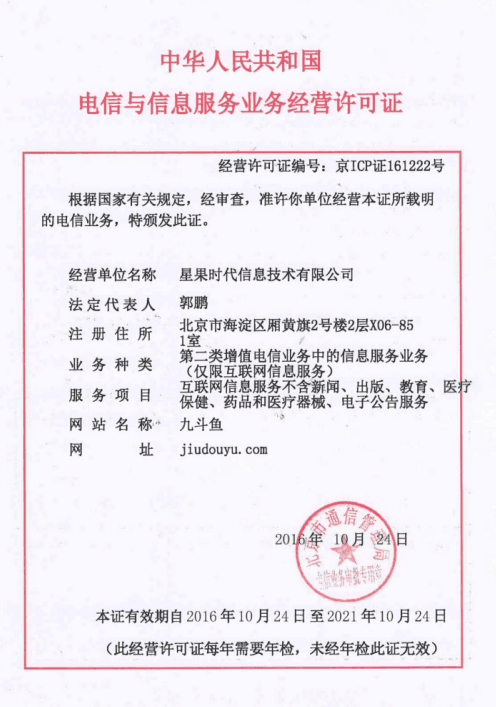 中华人民共和国
电信与信息服务业务经营许可证
经营许可证编号：京ICP证161222号
根据国家有关规定，经审查，准许你单位经营本证所载明
的电信业务，特颁发此证。
经营单位名称 星果时代信息技术有限公司
法定代表人 郭鹏
注册住所 北京市海淀区厢黄旗2号楼2层X06-85
1室
业务种类 第二类增值电信业务中的信息服务业务
（仅限互联网信息服务）
服务项目 互联网信息服务不含新闻、出版、教育、医疗
保健、药品和医疗器械、电子公告服务
网站名称 九斗鱼
网址 jiudouyu.com
北京市通信管理局
电信业务审批专用章
2016年 10月 24日
本证有效期自2016年10月24日至2021年10月24日
（此经营许可证每年需要年检，未经年检此证无效）